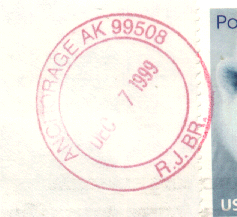 ANCHORAGE AK 99508
DEC 7 1999
R.J. BR.
Po
US